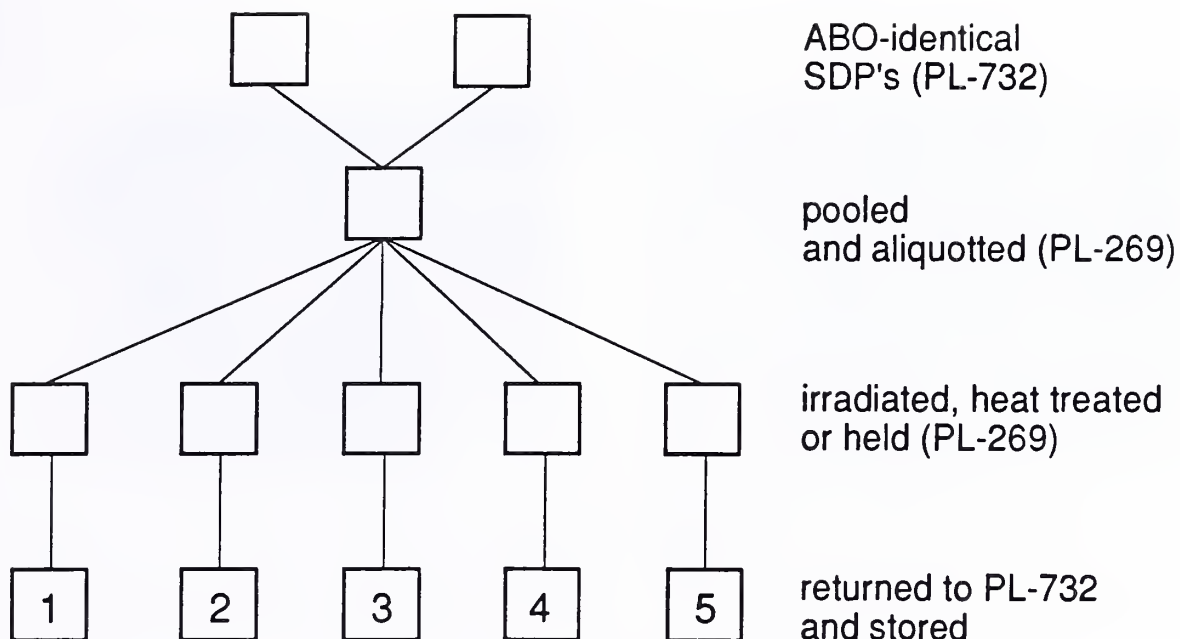 ABO-identical
SDP's (PL-732)
pooled
and aliquotted (PL-269)
irradiated, heat treated
or held (PL-269)
1 2 3 4 5
returned to PL-732
and stored